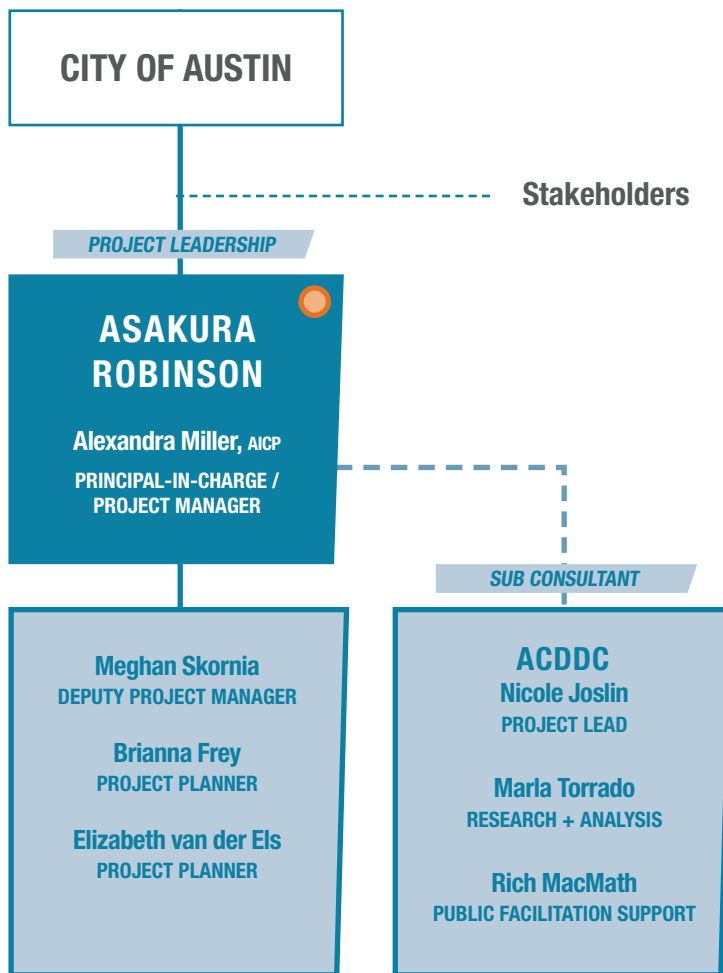 CITY OF AUSTIN
Stakeholders
PROJECT LEADERSHIP
ASAKURA
ROBINSON
Alexandra Miller, AICP
PRINCIPAL-IN-CHARGE /
PROJECT MANAGER
Meghan Skornia
DEPUTY PROJECT MANAGER
Brianna Frey
PROJECT PLANNER
Elizabeth van der Els
PROJECT PLANNER
SUB CONSULTANT
ACDDC
Nicole Joslin
PROJECT LEAD
Marla Torrado
RESEARCH + ANALYSIS
Rich MacMath
PUBLIC FACILITATION SUPPORT